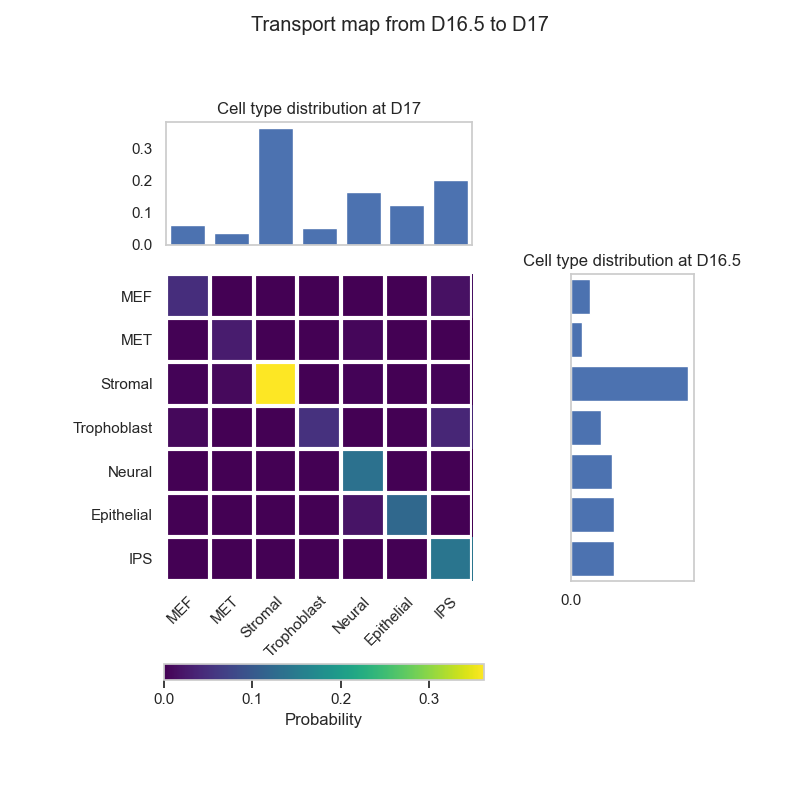 Transport map from D16.5 to D17
Cell type distribution at D17
0.3
0.2
0.1
0.0
Cell type distribution at D16.5
MEF
MET
Stromal
Trophoblast
Neural
Epithelial
IPS
0.0
MEF
MET
Stromal
Trophoblast
Neural
Epithelial
IPS
0.0
0.1
0.2
0.3
Probability